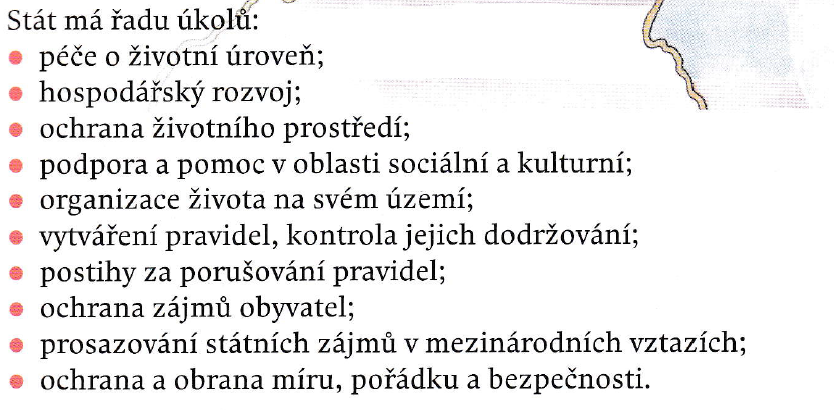 Stát má řadu úkolů:
• péče o životní úroveň;
• hospodářský rozvoj;
• ochrana životního prostředí;
• podpora a pomoc v oblasti sociální a kulturní;
• organizace života na svém území;
• vytváření pravidel, kontrola jejich dodržování;
• postihy za porušování pravidel;
• ochrana zájmů obyvatel;
• prosazování státních zájmů v mezinárodních vztazích;
• ochrana a obrana míru, pořádku a bezpečnosti.